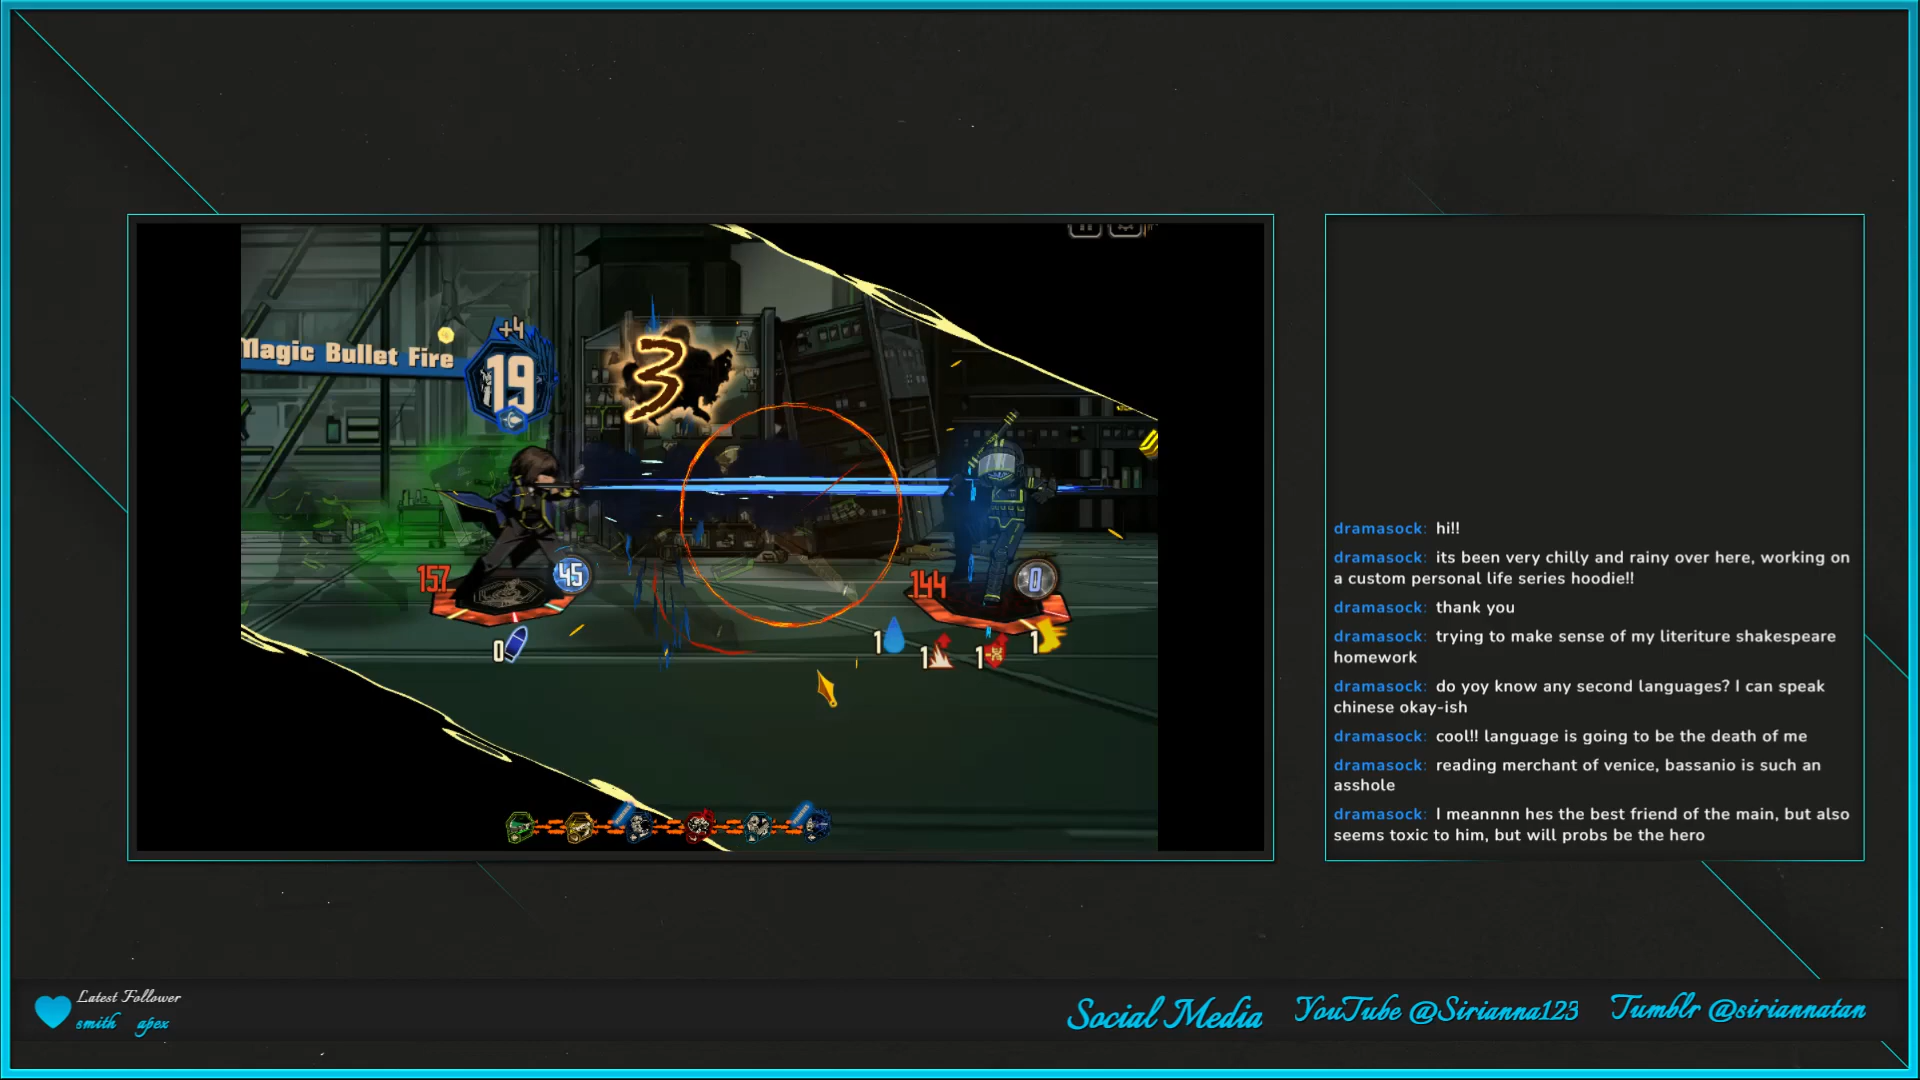 +4
Magic Bullet Fire
19
3
157
45
144
0
0
1
1
1
1
dramasock: hi!!
dramasock: its been very chilly and rainy over here, working on
a custom personal life series hoodie!!
dramasock: thank you
dramasock: trying to make sense of my literiture shakespeare
homework
dramasock: do yoy know any second languages? I can speak
chinese okay-ish
dramasock: cool!! language is going to be the death of me
dramasock: reading merchant of venice, bassanio is such an
asshole
dramasock: I meannnn hes the best friend of the main, but also
seems toxic to him, but will probs be the hero
Latest Follower
smith apex
Social Media
YouTube @Sirianna123
Tumblr @siriannatan